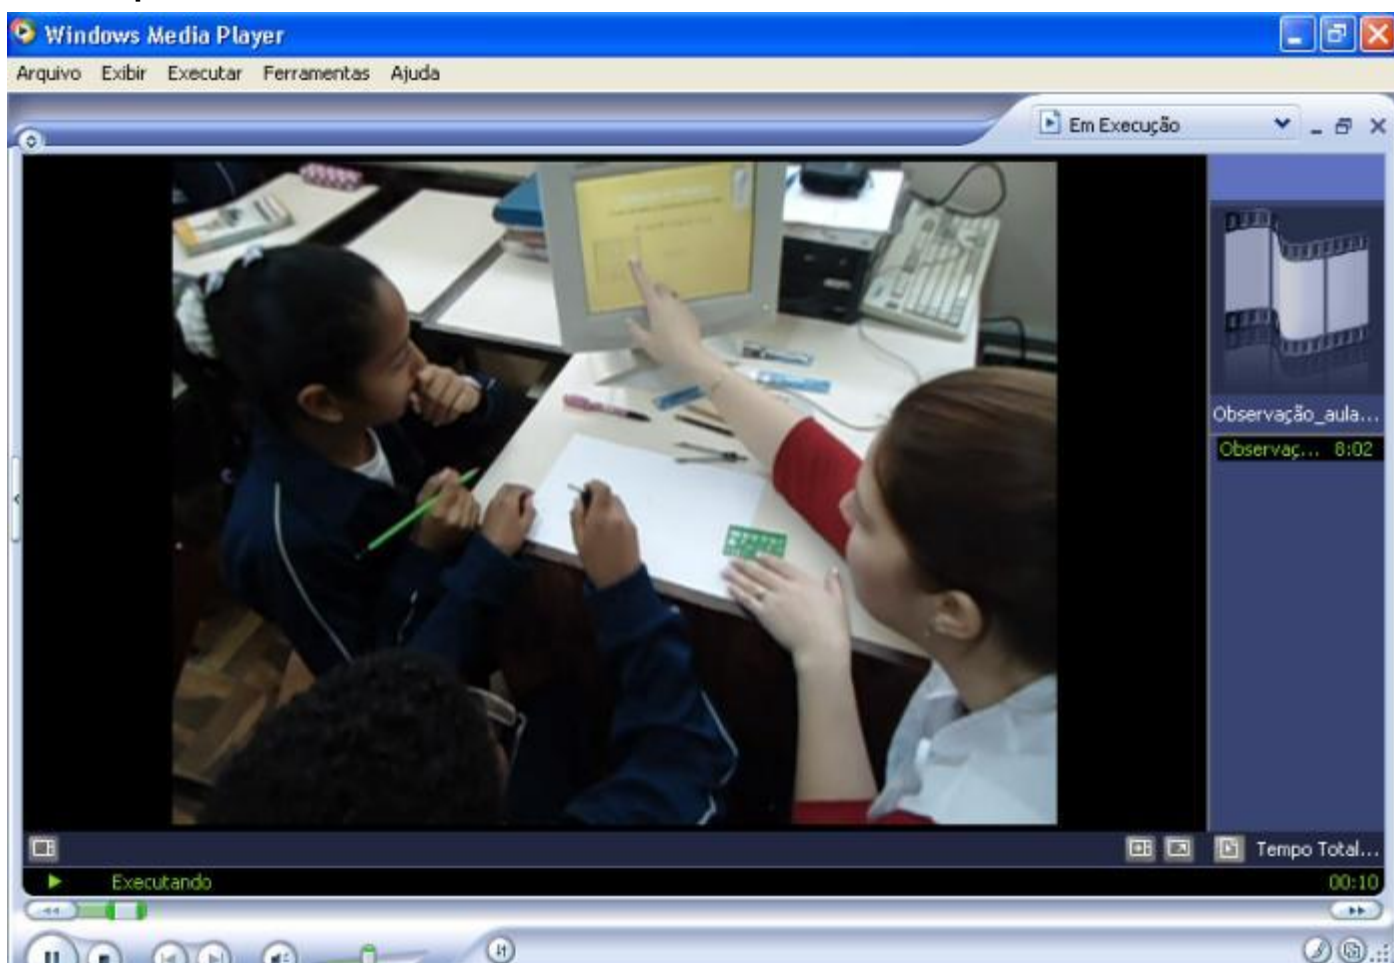 Windows Media Player
Arquivo Exibir Executar Ferramentas Ajuda
Em Execução
Observação_aula...
Observaç... 8:02
Tempo Total...
Executando 00:10